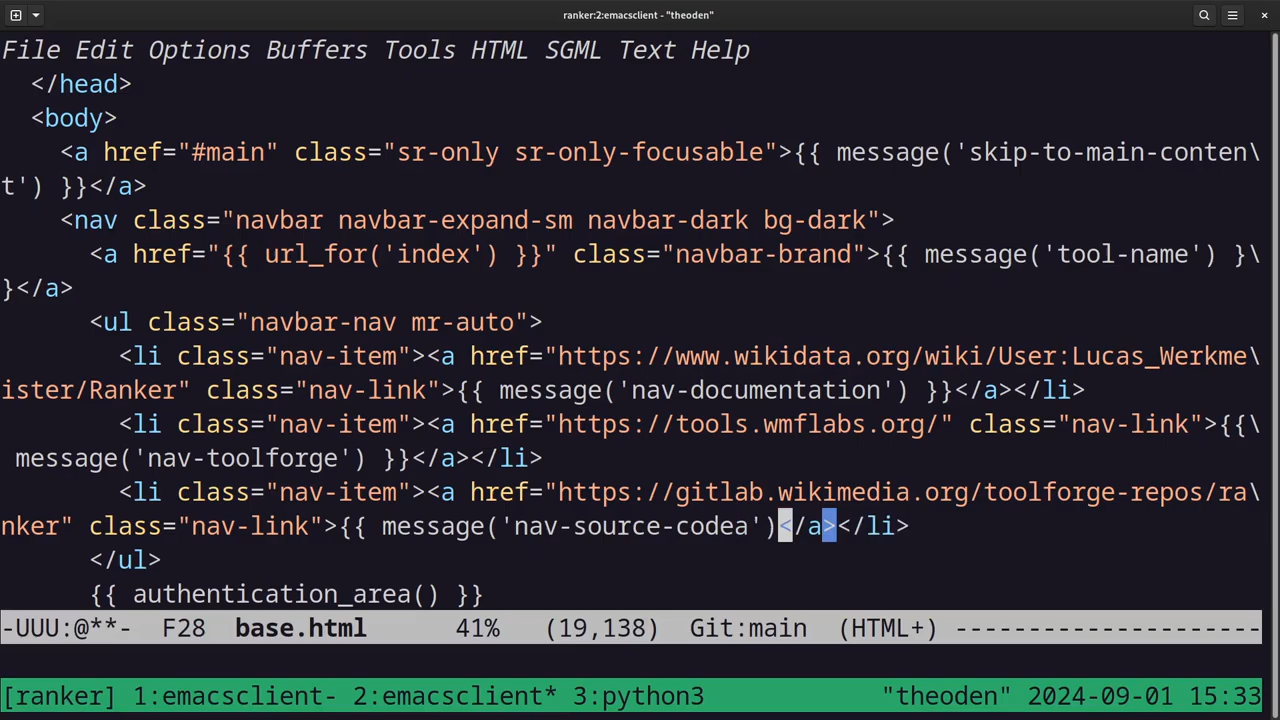 ranker:2:emacsclient - "theoden"
File Edit Options Buffers Tools HTML SGML Text Help
  </head>
  <body>
    <a href="#main" class="sr-only sr-only-focusable">{{ message('skip-to-main-conten\
t') }}</a>
    <nav class="navbar navbar-expand-sm navbar-dark bg-dark">
      <a href="{{ url_for('index') }}" class="navbar-brand">{{ message('tool-name') }\
}</a>
      <ul class="navbar-nav mr-auto">
        <li class="nav-item"><a href="https://www.wikidata.org/wiki/User:Lucas_Werkme\
ister/Ranker" class="nav-link">{{ message('nav-documentation') }}</a></li>
        <li class="nav-item"><a href="https://tools.wmflabs.org/" class="nav-link">{{\
 message('nav-toolforge') }}</a></li>
        <li class="nav-item"><a href="https://gitlab.wikimedia.org/toolforge-repos/ra\
nker" class="nav-link">{{ message('nav-source-codea')</a></li>
      </ul>
      {{ authentication_area() }}
-UUU:@**-  F28  base.html      41%   (19,138)   Git:main  (HTML+) ---------------------
[ranker] 1:emacsclient- 2:emacsclient* 3:python3            "theoden" 2024-09-01 15:33